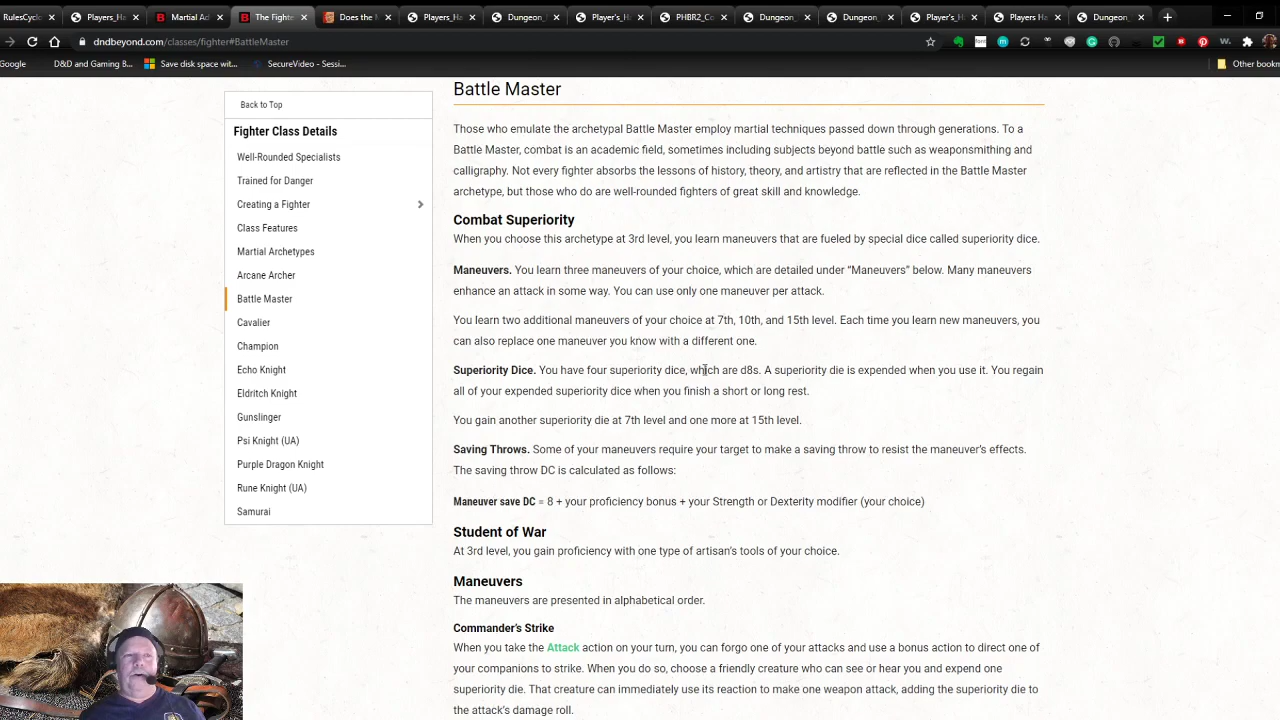 RulesCyclo
Players_Ha
Martial Ad
The Fighte
Does the M
Players_Ha
Dungeon_
Player's_Ha
PHBR2_Co
Dungeon_
Dungeon_
Player's_Ha
Players Ha
Dungeon_
dndbeyond.com/classes/fighter#BattleMaster
Google
D&D and Gaming B...
Save disk space wit...
SecureVideo - Sessi...
Other bookm
Back to Top
Fighter Class Details
Well-Rounded Specialists
Trained for Danger
Creating a Fighter
Class Features
Martial Archetypes
Arcane Archer
Battle Master
Cavalier
Champion
Echo Knight
Eldritch Knight
Gunslinger
Psi Knight (UA)
Purple Dragon Knight
Rune Knight (UA)
Samurai
Battle Master
Those who emulate the archetypal Battle Master employ martial techniques passed down through generations. To a
Battle Master, combat is an academic field, sometimes including subjects beyond battle such as weaponsmithing and
calligraphy. Not every fighter absorbs the lessons of history, theory, and artistry that are reflected in the Battle Master
archetype, but those who do are well-rounded fighters of great skill and knowledge.
Combat Superiority
When you choose this archetype at 3rd level, you learn maneuvers that are fueled by special dice called superiority dice.
Maneuvers. You learn three maneuvers of your choice, which are detailed under “Maneuvers” below. Many maneuvers
enhance an attack in some way. You can use only one maneuver per attack.
You learn two additional maneuvers of your choice at 7th, 10th, and 15th level. Each time you learn new maneuvers, you
can also replace one maneuver you know with a different one.
Superiority Dice. You have four superiority dice, which are d8s. A superiority die is expended when you use it. You regain
all of your expended superiority dice when you finish a short or long rest.
You gain another superiority die at 7th level and one more at 15th level.
Saving Throws. Some of your maneuvers require your target to make a saving throw to resist the maneuver’s effects.
The saving throw DC is calculated as follows:
Maneuver save DC = 8 + your proficiency bonus + your Strength or Dexterity modifier (your choice)
Student of War
At 3rd level, you gain proficiency with one type of artisan’s tools of your choice.
Maneuvers
The maneuvers are presented in alphabetical order.
Commander’s Strike
When you take the Attack action on your turn, you can forgo one of your attacks and use a bonus action to direct one of
your companions to strike. When you do so, choose a friendly creature who can see or hear you and expend one
superiority die. That creature can immediately use its reaction to make one weapon attack, adding the superiority die to
the attack’s damage roll.